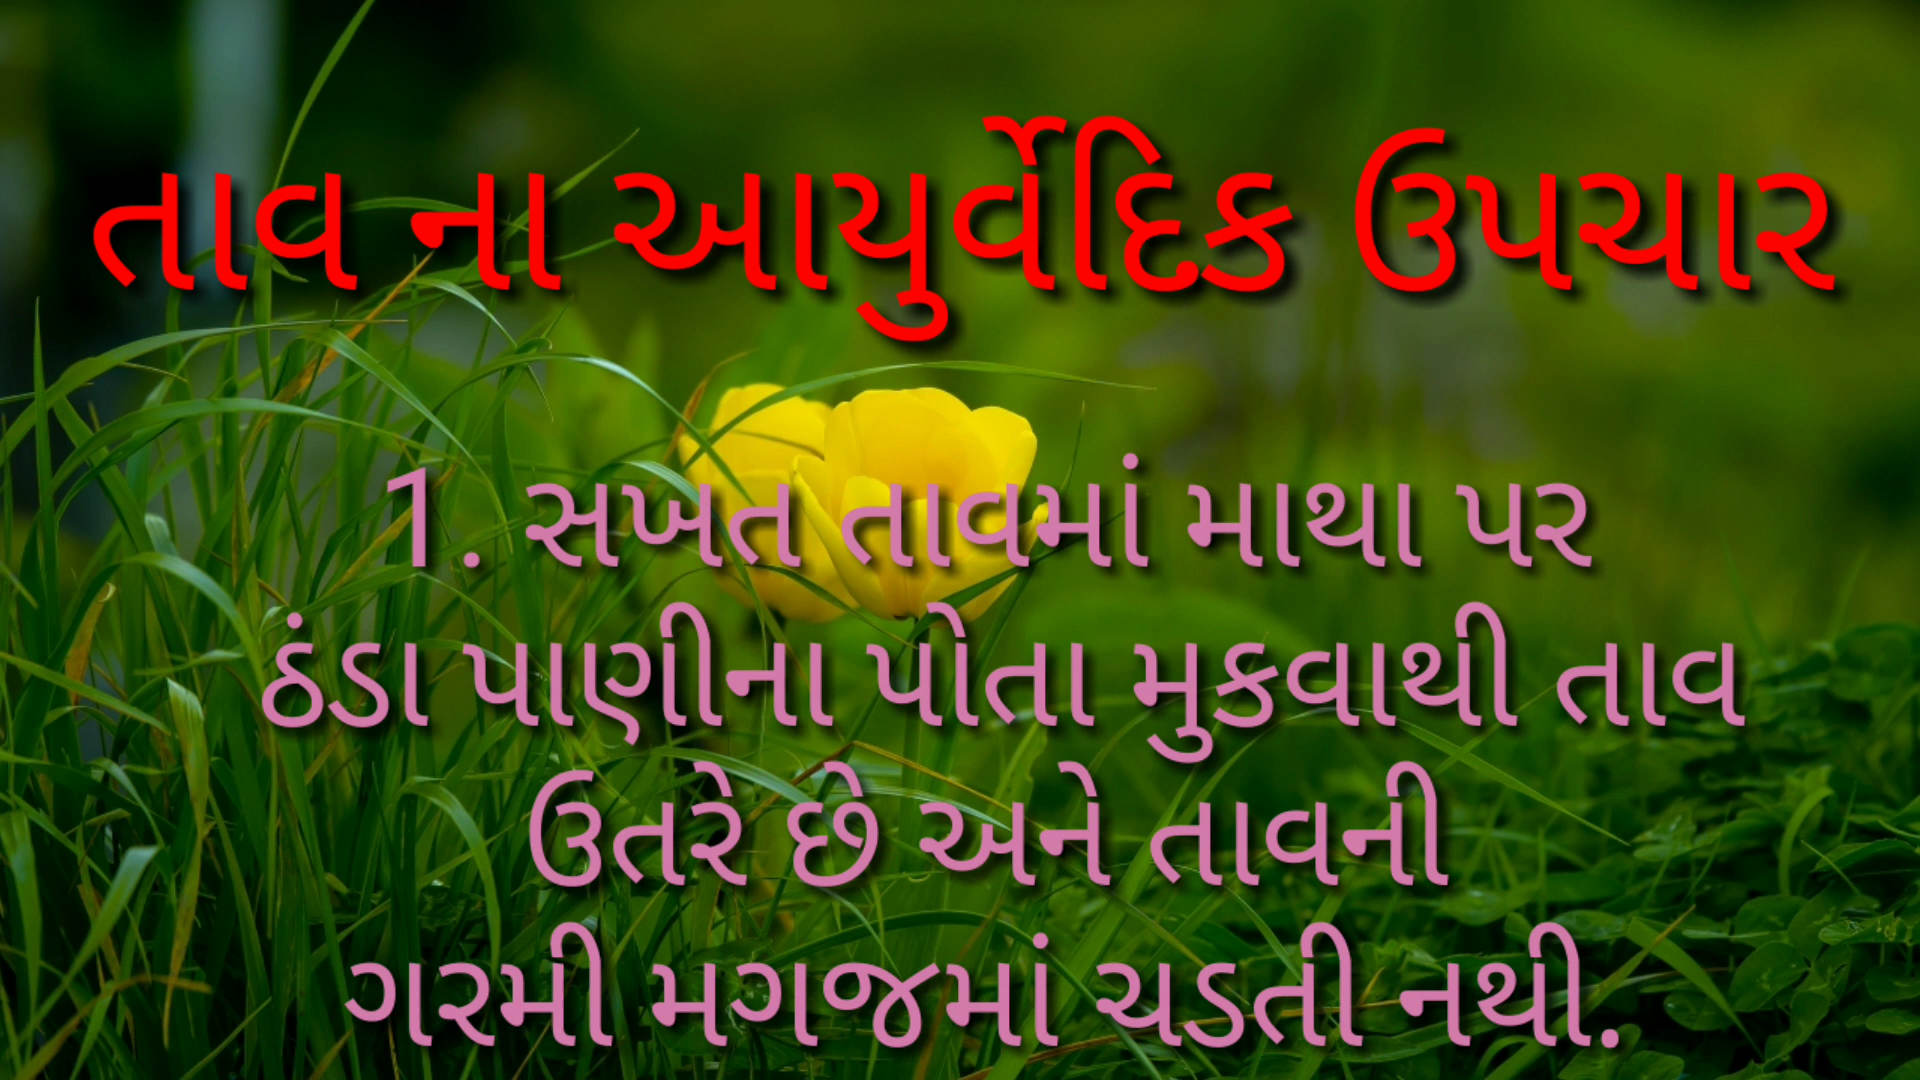 તાવ ના આયુર્વેદિક ઉપચાર
1. સખત તાવમાં માથા પર
ઠંડા પાણીના પોતા મુકવાથી તાવ
ઉતરે છે અને તાવની
ગરમી મગજમાં ચડતી નથી.